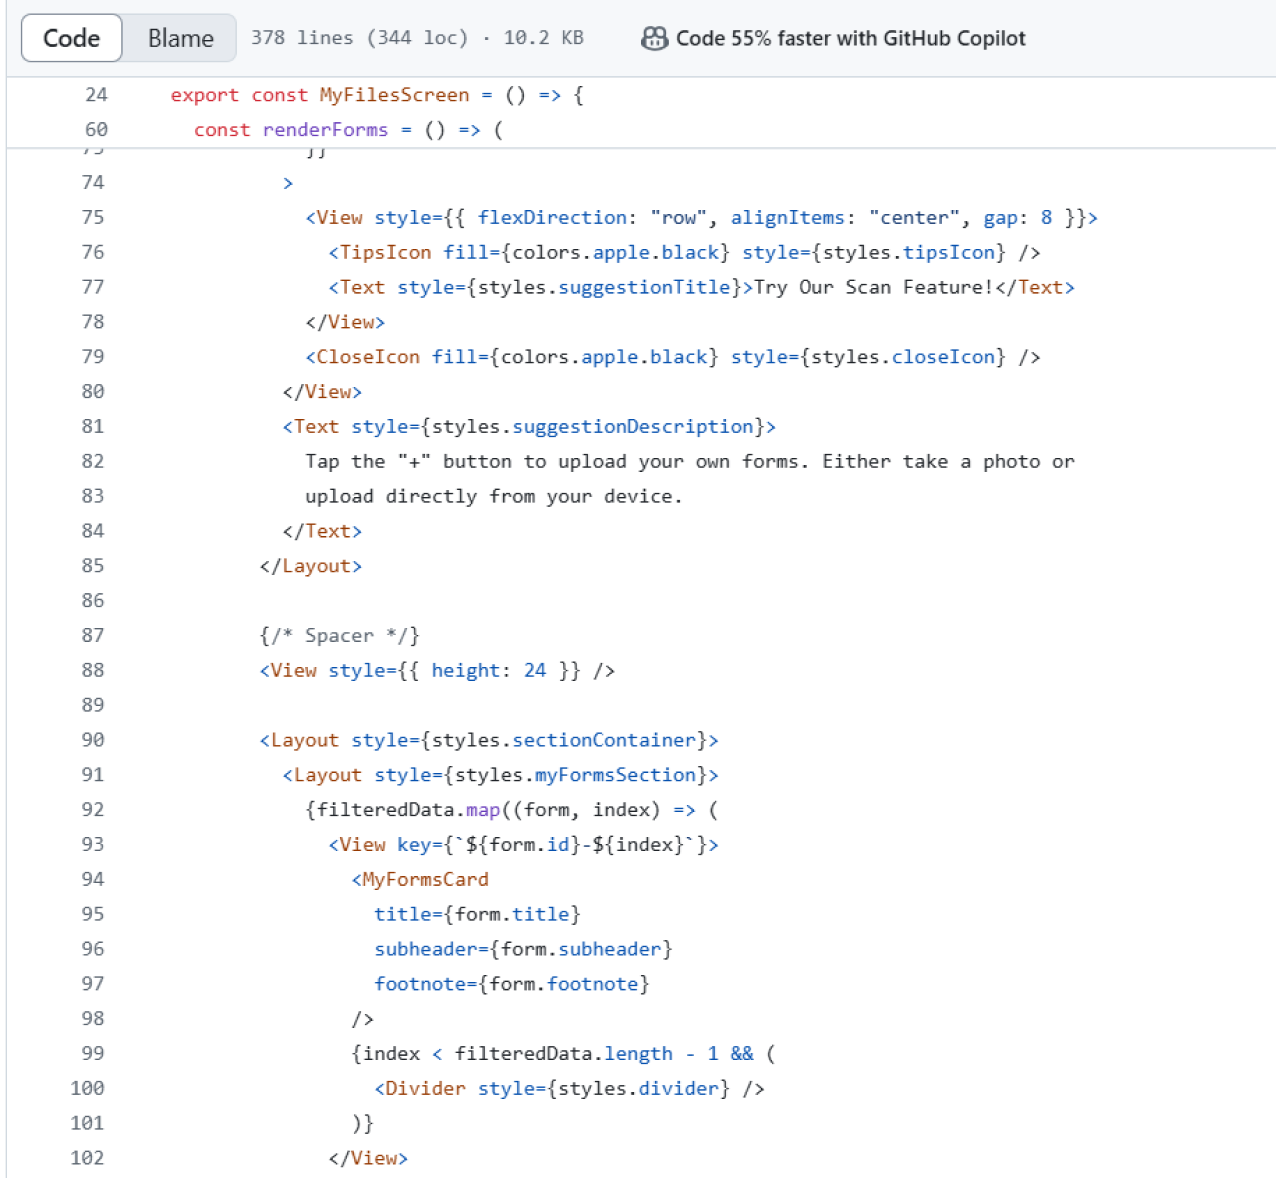 Code Blame 378 lines (344 loc) · 10.2 KB Code 55% faster with GitHub Copilot
24 export const MyFilesScreen = () => {
60 const renderForms = () => (
73 }}
74 >
75 <View style={{ flexDirection: "row", alignItems: "center", gap: 8 }}>
76 <TipsIcon fill={colors.apple.black} style={styles.tipsIcon} />
77 <Text style={styles.suggestionTitle}>Try Our Scan Feature!</Text>
78 </View>
79 <CloseIcon fill={colors.apple.black} style={styles.closeIcon} />
80 </View>
81 <Text style={styles.suggestionDescription}>
82 Tap the "+" button to upload your own forms. Either take a photo or
83 upload directly from your device.
84 </Text>
85 </Layout>
86
87 {/* Spacer */}
88 <View style={{ height: 24 }} />
89
90 <Layout style={styles.sectionContainer}>
91 <Layout style={styles.myFormsSection}>
92 {filteredData.map((form, index) => (
93 <View key={`${form.id}-${index}`}>
94 <MyFormsCard
95 title={form.title}
96 subheader={form.subheader}
97 footnote={form.footnote}
98 />
99 {index < filteredData.length - 1 && (
100 <Divider style={styles.divider} />
101 )}
102 </View>